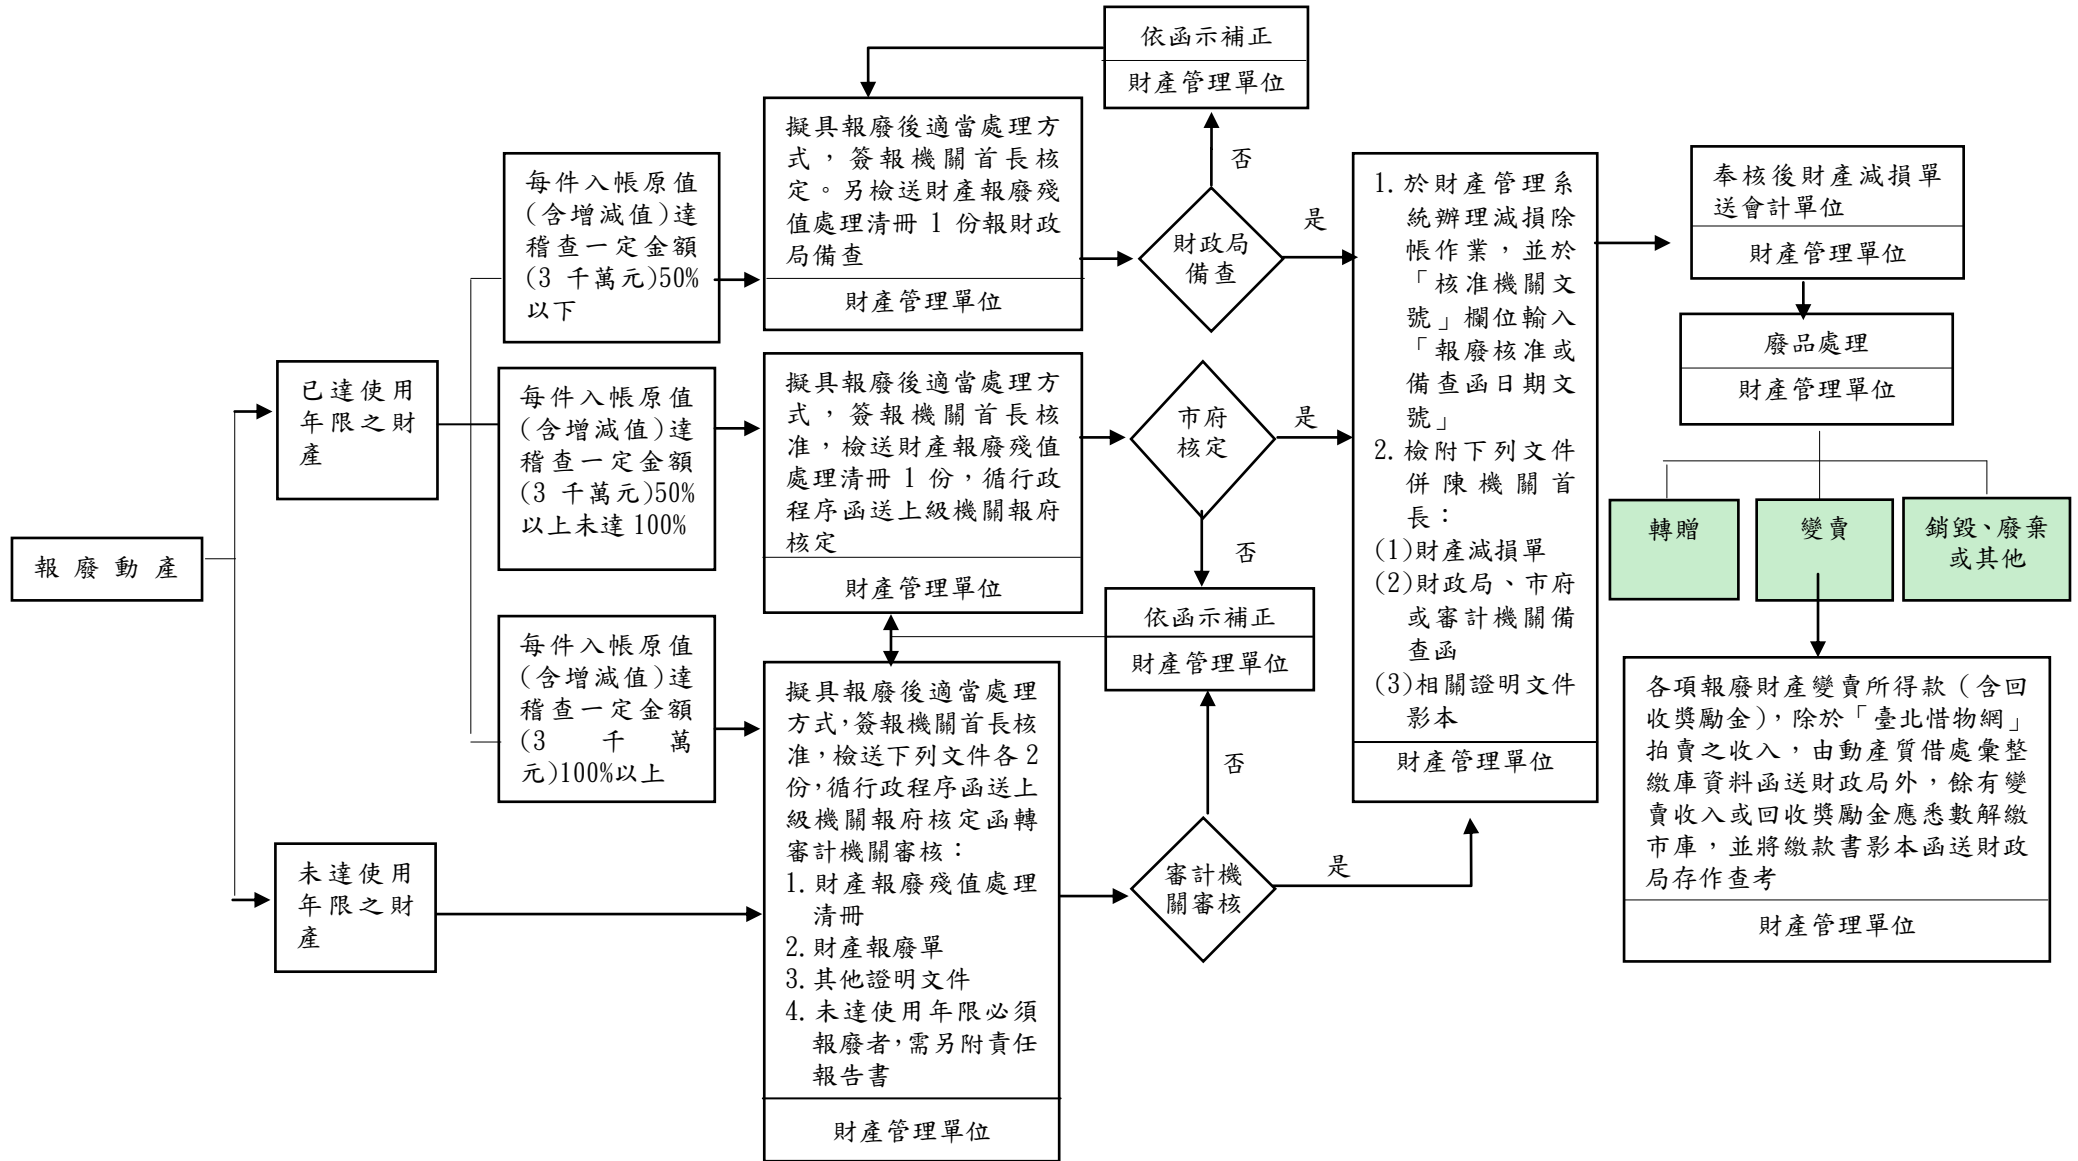 報廢動產
已達使用
年限之財
產
未達使用
年限之財
產
每件入帳原值
(含增減值)達
稽查一定金額
(3 千萬元)50%
以下
每件入帳原值
(含增減值)達
稽查一定金額
(3 千萬元)50%
以上未達 100%
每件入帳原值
(含增減值)達
稽查一定金額
(3 千 萬
元)100%以上
擬具報廢後適當處理方
式，簽報機關首長核
定。另檢送財產報廢殘
值處理清冊 1 份報財政
局備查
財產管理單位
擬具報廢後適當處理方
式，簽報機關首長核
准，檢送財產報廢殘值
處理清冊 1 份，循行政
程序函送上級機關報府
核定
財產管理單位
擬具報廢後適當處理
方式，簽報機關首長核
准，檢送下列文件各 2
份，循行政程序函送上
級機關報府核定函轉
審計機關審核：
1. 財產報廢殘值處理
清冊
2. 財產報廢單
3. 其他證明文件
4. 未達使用年限必須
報廢者，需另附責任
報告書
財產管理單位
依函示補正
財產管理單位
否
財政局
備查
是
市府
核定
是
否
依函示補正
財產管理單位
否
審計機
關審核
是
1. 於財產管理系
統辦理減損除
帳作業，並於
「核准機關文
號」欄位輸入
「報廢核准或
備查函日期文
號」
2. 檢附下列文件
併陳機關首
長：
(1)財產減損單
(2)財政局、市府
或審計機關備
查函
(3)相關證明文件
影本
財產管理單位
奉核後財產減損單
送會計單位
財產管理單位
廢品處理
財產管理單位
轉贈
變賣
銷毀、廢棄
或其他
各項報廢財產變賣所得款（含回
收獎勵金），除於「臺北惜物網」
拍賣之收入，由動產質借處彙整
繳庫資料函送財政局外，餘有變
賣收入或回收獎勵金應悉數解繳
市庫，並將繳款書影本函送財政
局存作查考
財產管理單位